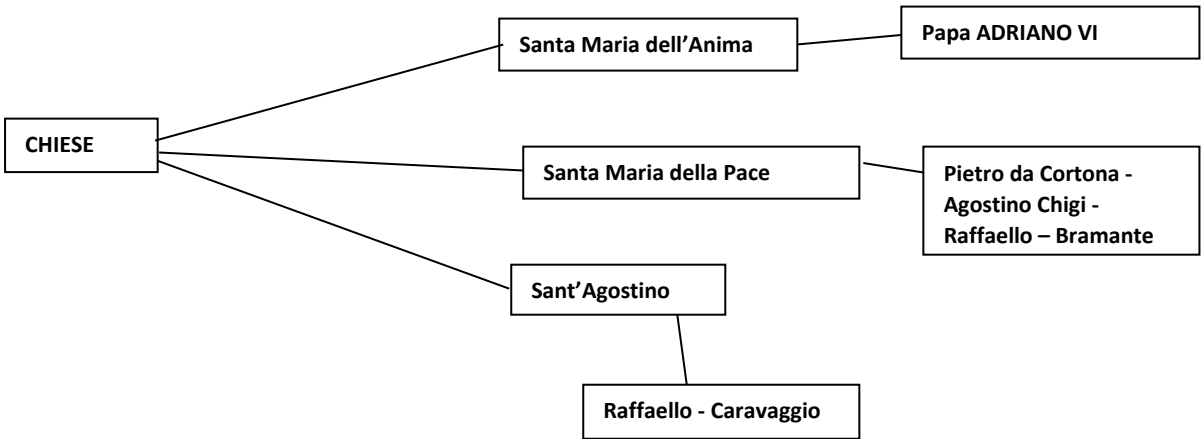 CHIESE
Santa Maria dell’Anima
Papa ADRIANO VI
Santa Maria della Pace
Pietro da Cortona -
Agostino Chigi -
Raffaello – Bramante
Sant’Agostino
Raffaello - Caravaggio